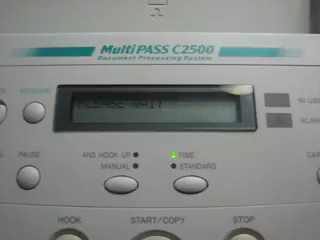 MultiPASS C2500
Document Processing System
PLEASE WAIT
IN USE
ALARM
PAUSE
ANS HOOK UP
MANUAL
FINE
STANDARD
HOOK
START/COPY
STOP